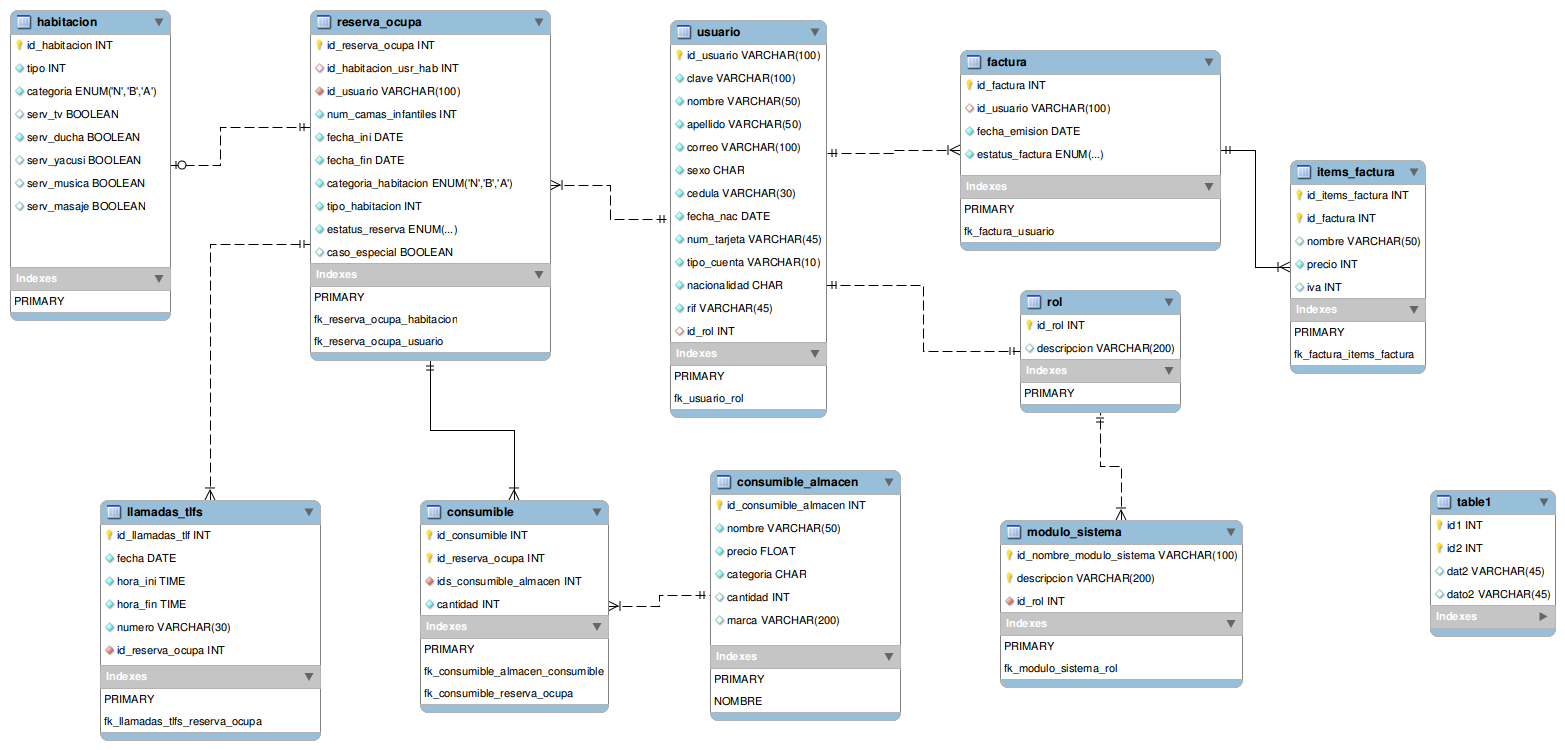 habitacion
id_habitacion INT
tipo INT
categoria ENUM('N','B','A')
serv_tv BOOLEAN
serv_ducha BOOLEAN
serv_yacusi BOOLEAN
serv_musica BOOLEAN
serv_masaje BOOLEAN
Indexes
PRIMARY
reserva_ocupa
id_reserva_ocupa INT
id_habitacion_usr_hab INT
id_usuario VARCHAR(100)
num_camas_infantiles INT
fecha_ini DATE
fecha_fin DATE
categoria_habitacion ENUM('N','B','A')
tipo_habitacion INT
estatus_reserva ENUM(...)
caso_especial BOOLEAN
Indexes
PRIMARY
fk_reserva_ocupa_habitacion
fk_reserva_ocupa_usuario
usuario
id_usuario VARCHAR(100)
clave VARCHAR(100)
nombre VARCHAR(50)
apellido VARCHAR(50)
correo VARCHAR(100)
sexo CHAR
cedula VARCHAR(30)
fecha_nac DATE
num_tarjeta VARCHAR(45)
tipo_cuenta VARCHAR(10)
nacionalidad CHAR
rif VARCHAR(45)
id_rol INT
Indexes
PRIMARY
fk_usuario_rol
factura
id_factura INT
id_usuario VARCHAR(100)
fecha_emision DATE
estatus_factura ENUM(...)
Indexes
PRIMARY
fk_factura_usuario
items_factura
id_items_factura INT
id_factura INT
nombre VARCHAR(50)
precio INT
iva INT
Indexes
PRIMARY
fk_factura_items_factura
rol
id_rol INT
descripcion VARCHAR(200)
Indexes
PRIMARY
llamadas_tlfs
id_llamadas_tlf INT
fecha DATE
hora_ini TIME
hora_fin TIME
numero VARCHAR(30)
id_reserva_ocupa INT
Indexes
PRIMARY
fk_llamadas_tlfs_reserva_ocupa
consumible
id_consumible INT
id_reserva_ocupa INT
ids_consumible_almacen INT
cantidad INT
Indexes
PRIMARY
fk_consumible_almacen_consumible
fk_consumible_reserva_ocupa
consumible_almacen
id_consumible_almacen INT
nombre VARCHAR(50)
precio FLOAT
categoria CHAR
cantidad INT
marca VARCHAR(200)
Indexes
PRIMARY
NOMBRE
modulo_sistema
id_nombre_modulo_sistema VARCHAR(100)
descripcion VARCHAR(200)
id_rol INT
Indexes
PRIMARY
fk_modulo_sistema_rol
table1
id1 INT
id2 INT
dat2 VARCHAR(45)
dato2 VARCHAR(45)
Indexes